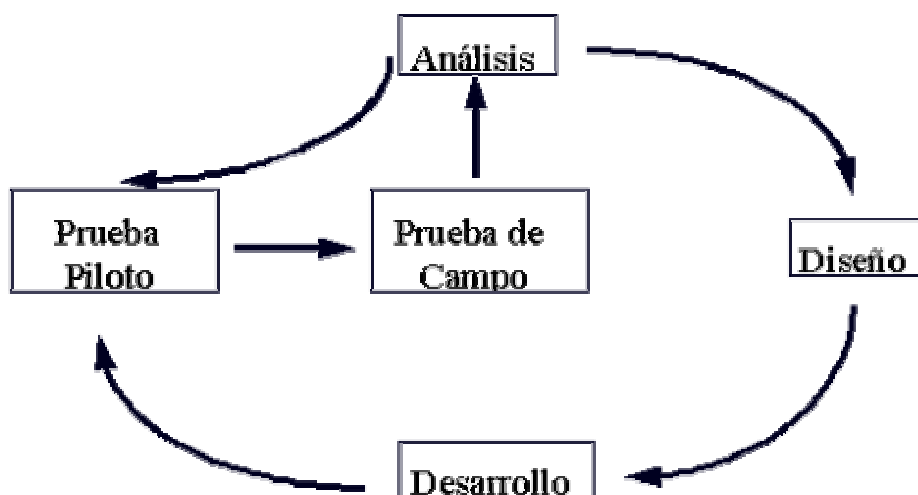 Análisis
Prueba
Piloto
Prueba de
Campo
Diseño
Desarrollo